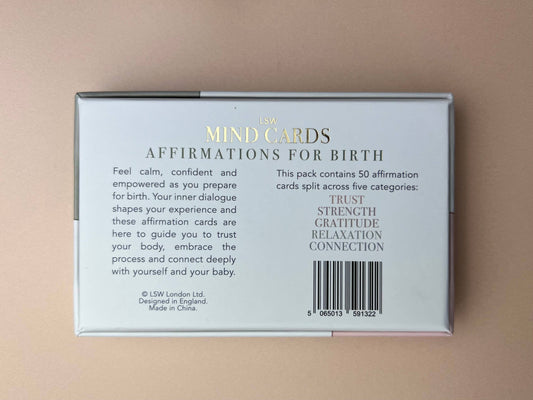 LSW
MIND CARDS
AFFIRMATIONS FOR BIRTH
Feel calm, confident and
empowered as you prepare
for birth. Your inner dialogue
shapes your experience and
these affirmation cards are
here to guide you to trust
your body, embrace the
process and connect deeply
with yourself and your baby.
© LSW London Ltd.
Designed in England.
Made in China.
This pack contains 50 affirmation
cards split across five categories:
TRUST
STRENGTH
GRATITUDE
RELAXATION
CONNECTION
5 065013 591322